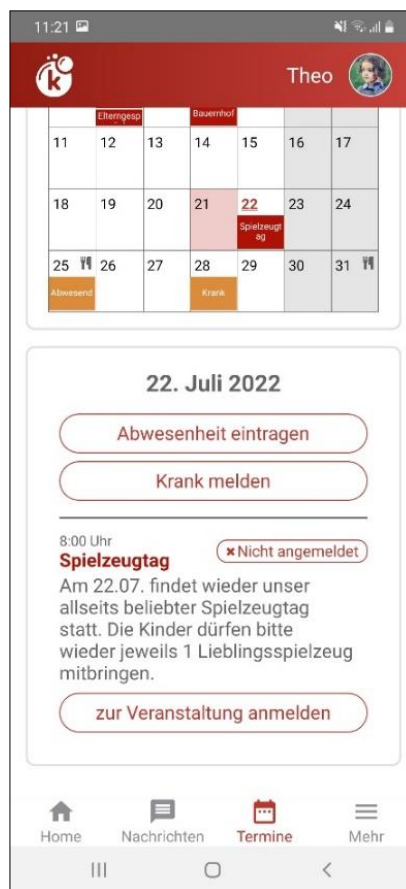 11:21
k
Theo
Elterngesp
Bauernhof
11 12 13 14 15 16 17
18 19 20 21 22 23 24
Spielzeugt
ag
25 26 27 28 29 30 31
Abwesend Krank
22. Juli 2022
Abwesenheit eintragen
Krank melden
8:00 Uhr
Spielzeugtag
Nicht angemeldet
Am 22.07. findet wieder unser
allseits beliebter Spielzeugtag
statt. Die Kinder dürfen bitte
wieder jeweils 1 Lieblingsspielzeug
mitbringen.
zur Veranstaltung anmelden
Home Nachrichten Termine Mehr